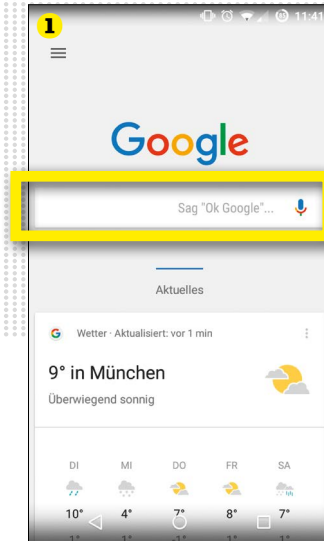 1
11:41
Google
Sag "Ok Google"...
Aktuelles
G Wetter · Aktualisiert: vor 1 min
9° in München
Überwiegend sonnig
DI MI DO FR SA
10° 4° 7° 8° 7°